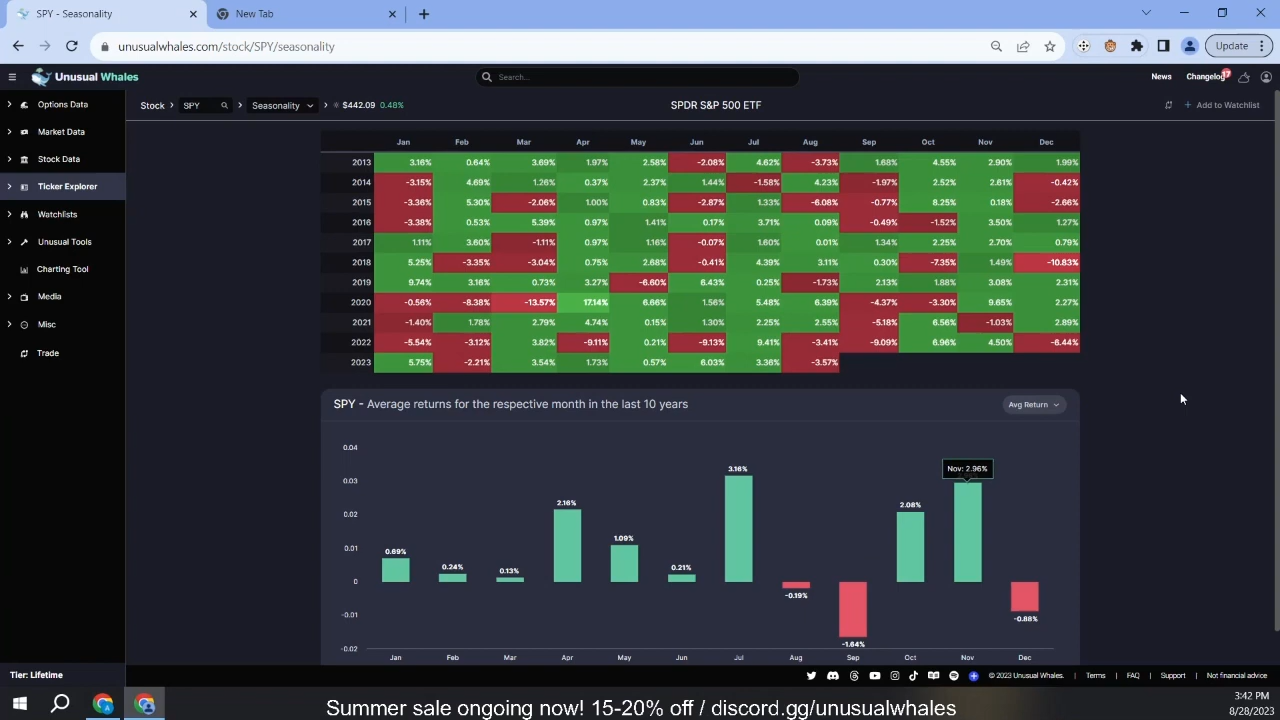 SPY - Seasonality
New Tab
unusualwhales.com/stock/SPY/seasonality
Update
Unusual Whales
Search...
News
Changelog
17
Options Data
Market Data
Stock Data
Ticker Explorer
Watchlists
Unusual Tools
Charting Tool
Media
Misc
Trade
Tier: Lifetime
Stock > SPY > Seasonality > $442.09 0.48%
SPDR S&P 500 ETF
+ Add to Watchlist
Jan Feb Mar Apr May Jun Jul Aug Sep Oct Nov Dec
2013 3.16% 0.64% 3.69% 1.97% 2.58% -2.08% 4.62% -3.73% 1.68% 4.55% 2.90% 1.99%
2014 -3.15% 4.69% 1.26% 0.37% 2.37% 1.44% -1.58% 4.23% -1.97% 2.52% 2.61% -0.42%
2015 -3.36% 5.30% -2.06% 1.00% 0.83% -2.87% 1.33% -6.08% -0.77% 8.25% 0.18% -2.66%
2016 -3.38% 0.53% 5.39% 0.97% 1.41% 0.17% 3.71% 0.09% -0.49% -1.52% 3.50% 1.27%
2017 1.11% 3.60% -1.11% 0.97% 1.16% -0.07% 1.60% 0.01% 1.34% 2.25% 2.70% 0.79%
2018 5.25% -3.35% -3.04% 0.75% 2.68% -0.41% 4.39% 3.11% 0.30% -7.35% 1.49% -10.83%
2019 9.74% 3.16% 0.73% 3.27% -6.60% 6.43% 0.25% -1.73% 2.13% 1.88% 3.08% 2.31%
2020 -0.56% -8.38% -13.57% 17.14% 6.66% 1.56% 5.48% 6.39% -4.37% -3.30% 9.65% 2.27%
2021 -1.40% 1.78% 2.79% 4.74% 0.15% 1.30% 2.25% 2.55% -5.18% 6.56% -1.03% 2.89%
2022 -5.54% -3.12% 3.82% -9.11% 0.21% -9.13% 9.41% -3.41% -9.09% 6.96% 4.50% -6.44%
2023 5.75% -2.21% 3.54% 1.73% 0.57% 6.03% 3.36% -3.57%
SPY - Average returns for the respective month in the last 10 years
Avg Return
0.04
0.03
0.02
0.01
0
-0.01
-0.02
0.69% 0.24% 0.13% 2.16% 1.09% 0.21% 3.16% -0.19% -1.64% 2.08% Nov: 2.96% -0.88%
Jan Feb Mar Apr May Jun Jul Aug Sep Oct Nov Dec
© 2023 Unusual Whales. | Terms | FAQ | Support | Not financial advice
Summer sale ongoing now! 15-20% off / discord.gg/unusualwhales
3:42 PM
8/28/2023